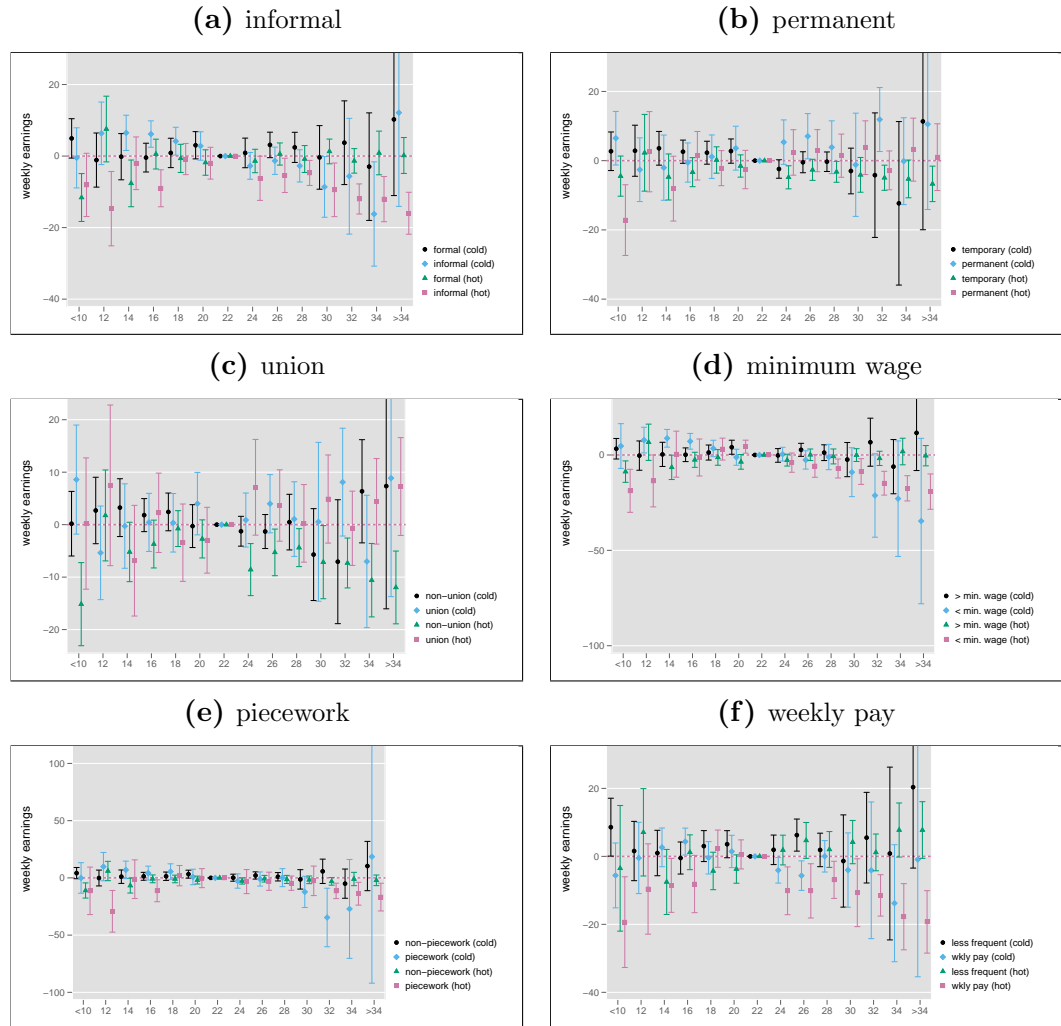 (a) informal
weekly earnings
20
0
−20
−40
<10 12 14 16 18 20 22 24 26 28 30 32 34 >34
formal (cold)
informal (cold)
formal (hot)
informal (hot)
(b) permanent
weekly earnings
20
0
−20
−40
<10 12 14 16 18 20 22 24 26 28 30 32 34 >34
temporary (cold)
permanent (cold)
temporary (hot)
permanent (hot)
(c) union
weekly earnings
20
10
0
−10
−20
<10 12 14 16 18 20 22 24 26 28 30 32 34 >34
non−union (cold)
union (cold)
non−union (hot)
union (hot)
(d) minimum wage
weekly earnings
0
−50
−100
<10 12 14 16 18 20 22 24 26 28 30 32 34 >34
> min. wage (cold)
< min. wage (cold)
> min. wage (hot)
< min. wage (hot)
(e) piecework
weekly earnings
100
50
0
−50
−100
<10 12 14 16 18 20 22 24 26 28 30 32 34 >34
non−piecework (cold)
piecework (cold)
non−piecework (hot)
piecework (hot)
(f) weekly pay
weekly earnings
20
0
−20
−40
<10 12 14 16 18 20 22 24 26 28 30 32 34 >34
less frequent (cold)
wkly pay (cold)
less frequent (hot)
wkly pay (hot)